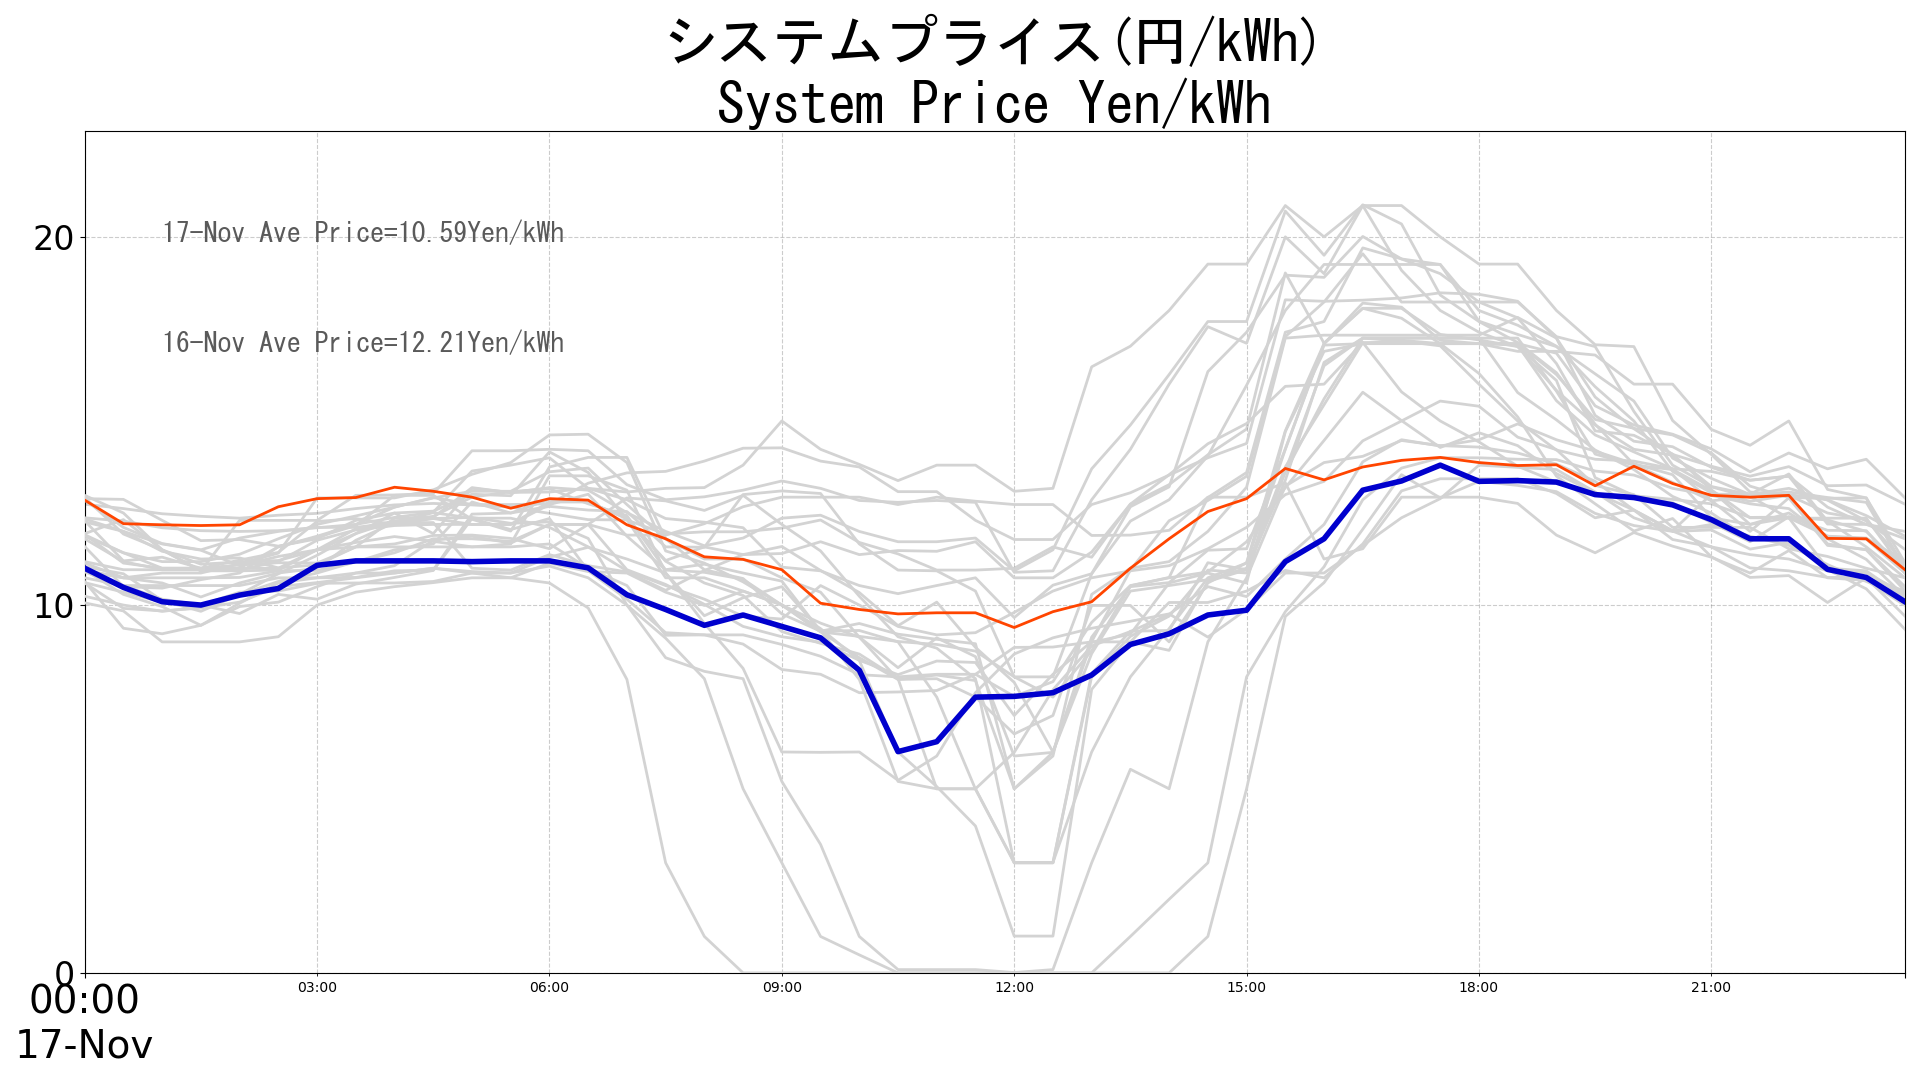 システムプライス(円/kWh)
System Price Yen/kWh
20
17-Nov Ave Price=10.59Yen/kWh
16-Nov Ave Price=12.21Yen/kWh
10
0
00:00
03:00
06:00
09:00
12:00
15:00
18:00
21:00
17-Nov